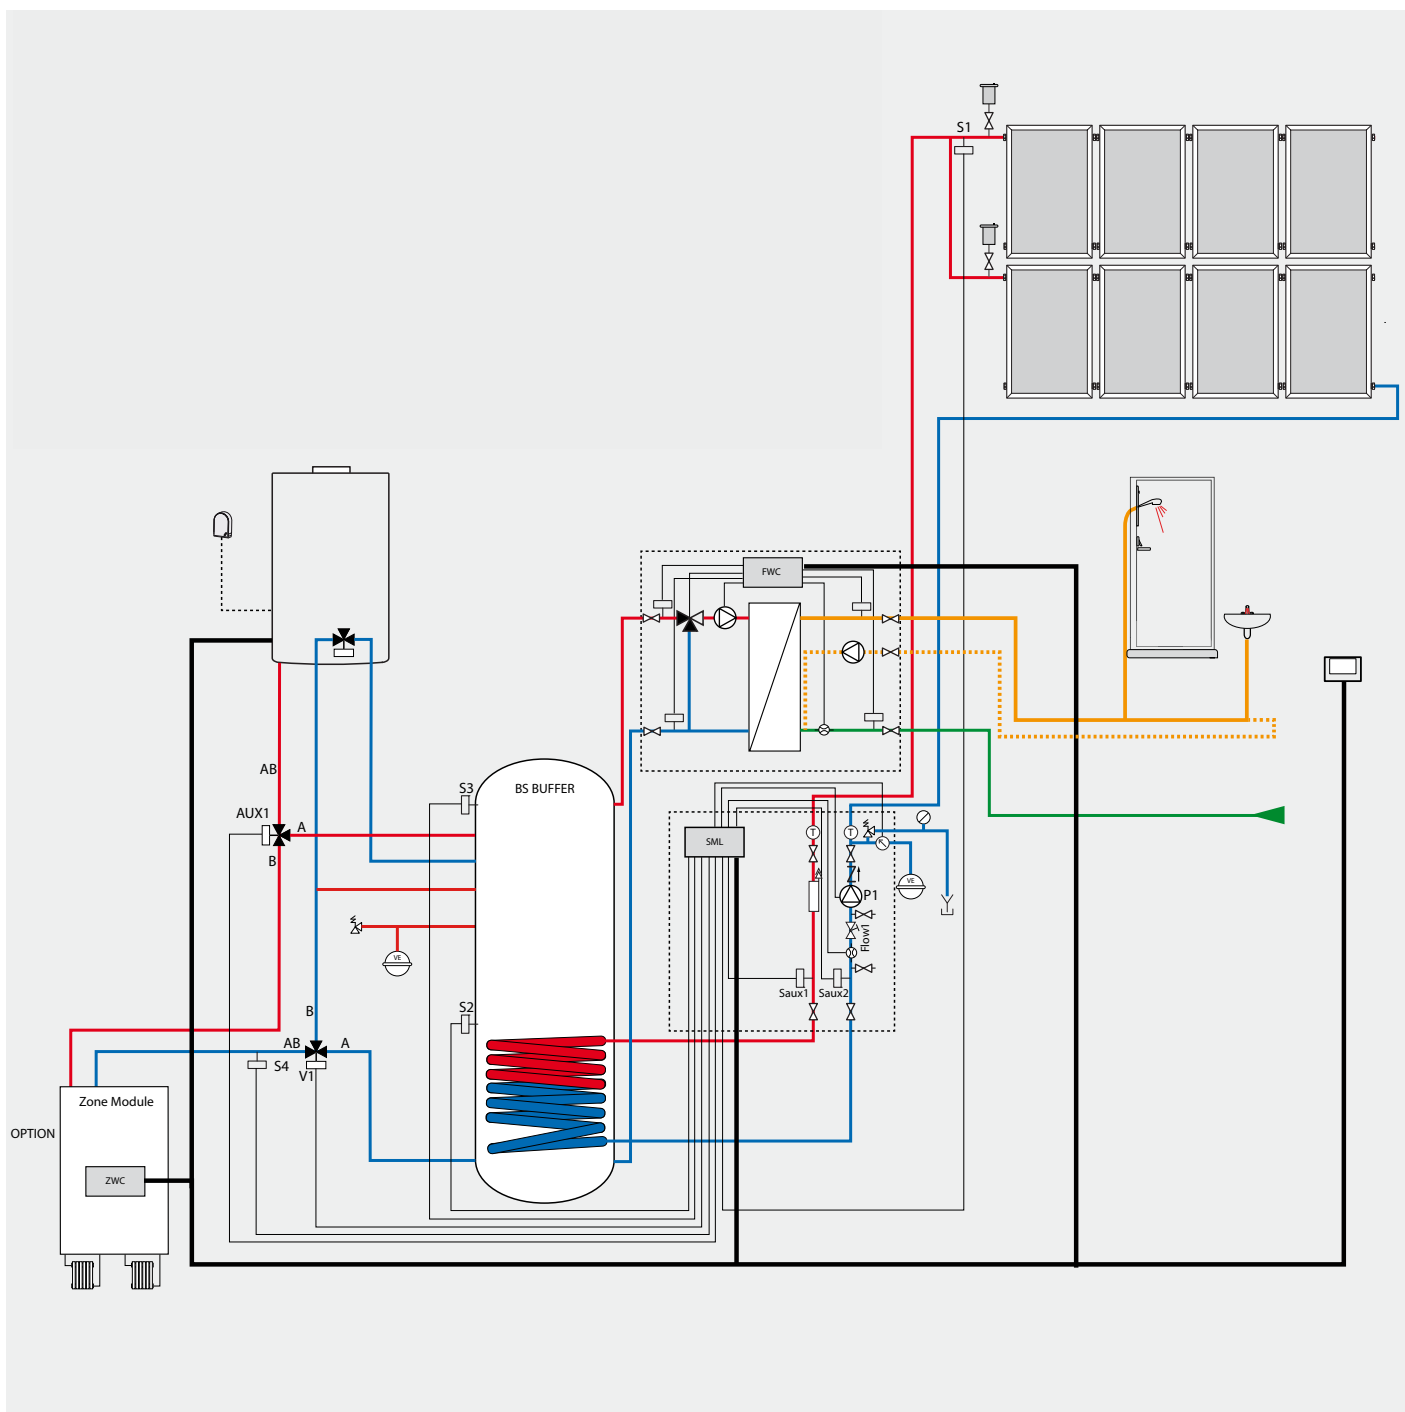 S1
FWC
AB
S3
BS BUFFER
AUX1
A
B
SML
T
T
VE
P1
Flow1
VE
Saux1
Saux2
S2
B
AB
A
S4
V1
Zone Module
OPTION
ZWC